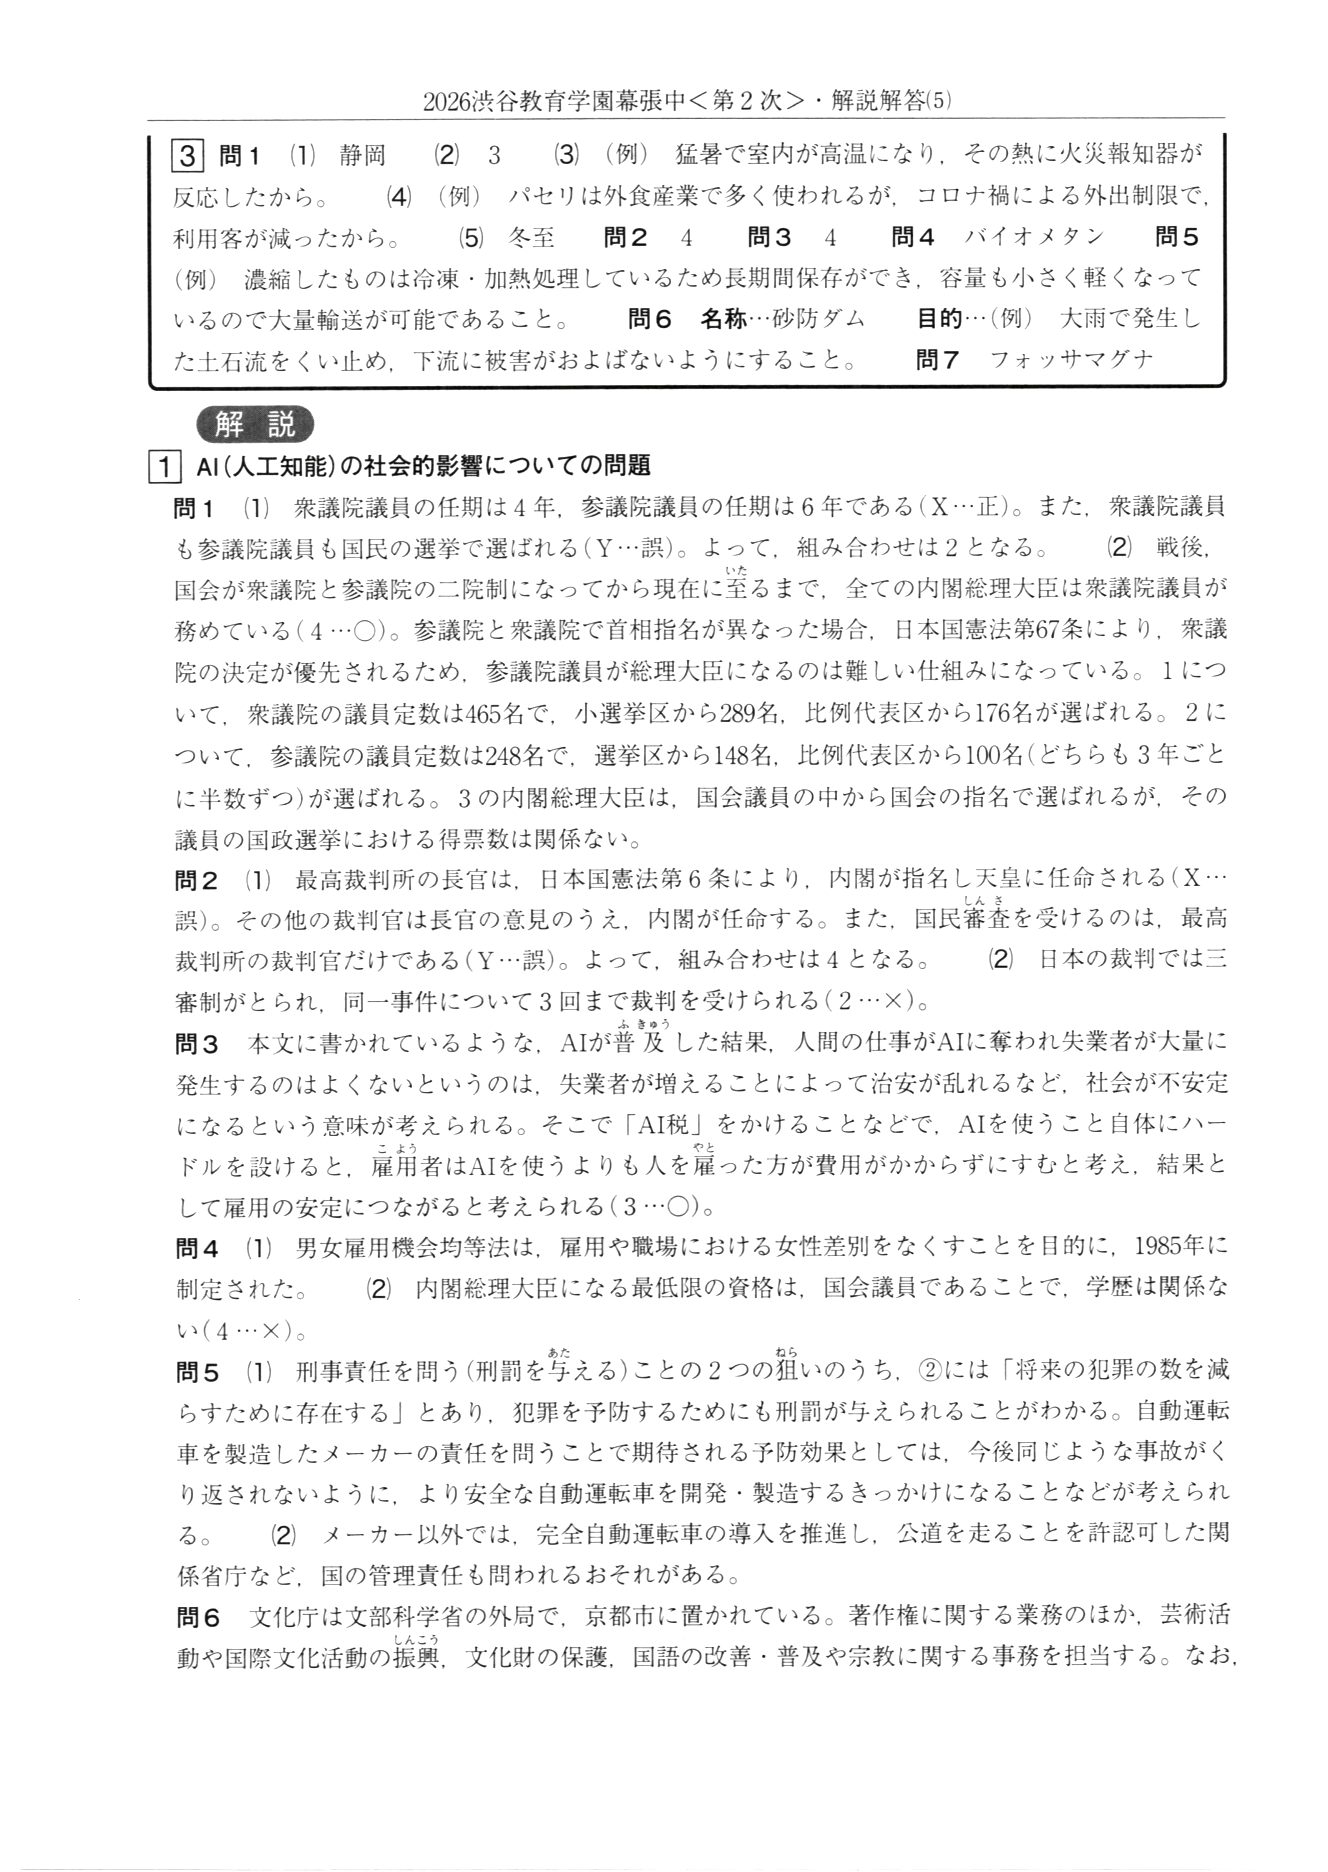 2026渋谷教育学園幕張中＜第２次＞・解説解答(5)
3 問1 (1) 静岡 (2) 3 (3) （例） 猛暑で室内が高温になり，その熱に火災報知器が
反応したから。 (4) （例） パセリは外食産業で多く使われるが，コロナ禍による外出制限で，
利用客が減ったから。 (5) 冬至 問2 4 問3 4 問4 バイオメタン 問5
（例） 濃縮したものは冷凍・加熱処理しているため長期間保存ができ，容量も小さく軽くなって
いるので大量輸送が可能であること。 問6 名称…砂防ダム 目的…（例） 大雨で発生し
た土石流をくい止め，下流に被害がおよばないようにすること。 問7 フォッサマグナ
解 説
1 AI（人工知能）の社会的影響についての問題
問1 (1) 衆議院議員の任期は４年，参議院議員の任期は６年である（Ｘ…正）。また，衆議院議員
も参議院議員も国民の選挙で選ばれる（Ｙ…誤）。よって，組み合わせは２となる。 (2) 戦後，
いた
国会が衆議院と参議院の二院制になってから現在に至るまで，全ての内閣総理大臣は衆議院議員が
務めている（４…○）。参議院と衆議院で首相指名が異なった場合，日本国憲法第67条により，衆議
院の決定が優先されるため，参議院議員が総理大臣になるのは難しい仕組みになっている。１につ
いて，衆議院の議員定数は465名で，小選挙区から289名，比例代表区から176名が選ばれる。２に
ついて，参議院の議員定数は248名で，選挙区から148名，比例代表区から100名（どちらも３年ごと
に半数ずつ）が選ばれる。３の内閣総理大臣は，国会議員の中から国会の指名で選ばれるが，その
議員の国政選挙における得票数は関係ない。
問2 (1) 最高裁判所の長官は，日本国憲法第６条により，内閣が指名し天皇に任命される（Ｘ…
しん さ
誤）。その他の裁判官は長官の意見のうえ，内閣が任命する。また，国民審査を受けるのは，最高
裁判所の裁判官だけである（Ｙ…誤）。よって，組み合わせは４となる。 (2) 日本の裁判では三
審制がとられ，同一事件について３回まで裁判を受けられる（２…×）。
ふ きゅう
問3 本文に書かれているような，AIが普及した結果，人間の仕事がAIに奪われ失業者が大量に
発生するのはよくないというのは，失業者が増えることによって治安が乱れるなど，社会が不安定
になるという意味が考えられる。そこで「AI税」をかけることなどで，AIを使うこと自体にハー
こ よう やと
ドルを設けると，雇用者はAIを使うよりも人を雇った方が費用がかからずにすむと考え，結果と
して雇用の安定につながると考えられる（３…○）。
問4 (1) 男女雇用機会均等法は，雇用や職場における女性差別をなくすことを目的に，1985年に
制定された。 (2) 内閣総理大臣になる最低限の資格は，国会議員であることで，学歴は関係な
い（４…×）。
あた ねら
問5 (1) 刑事責任を問う（刑罰を与える）ことの２つの狙いのうち，②には「将来の犯罪の数を減
らすために存在する」とあり，犯罪を予防するためにも刑罰が与えられることがわかる。自動運転
車を製造したメーカーの責任を問うことで期待される予防効果としては，今後同じような事故がく
り返されないように，より安全な自動運転車を開発・製造するきっかけになることなどが考えられ
る。 (2) メーカー以外では，完全自動運転車の導入を推進し，公道を走ることを許認可した関
係省庁など，国の管理責任も問われるおそれがある。
問6 文化庁は文部科学省の外局で，京都市に置かれている。著作権に関する業務のほか，芸術活
しんこう
動や国際文化活動の振興，文化財の保護，国語の改善・普及や宗教に関する事務を担当する。なお，